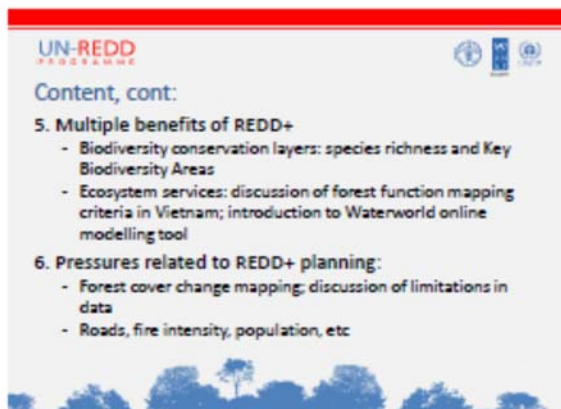 UN-REDD
PROGRAMME
Content, cont:
5. Multiple benefits of REDD+
- Biodiversity conservation layers: species richness and Key
Biodiversity Areas
- Ecosystem services: discussion of forest function mapping
criteria in Vietnam; introduction to Waterworld online
modelling tool
6. Pressures related to REDD+ planning:
- Forest cover change mapping; discussion of limitations in
data
- Roads, fire intensity, population, etc